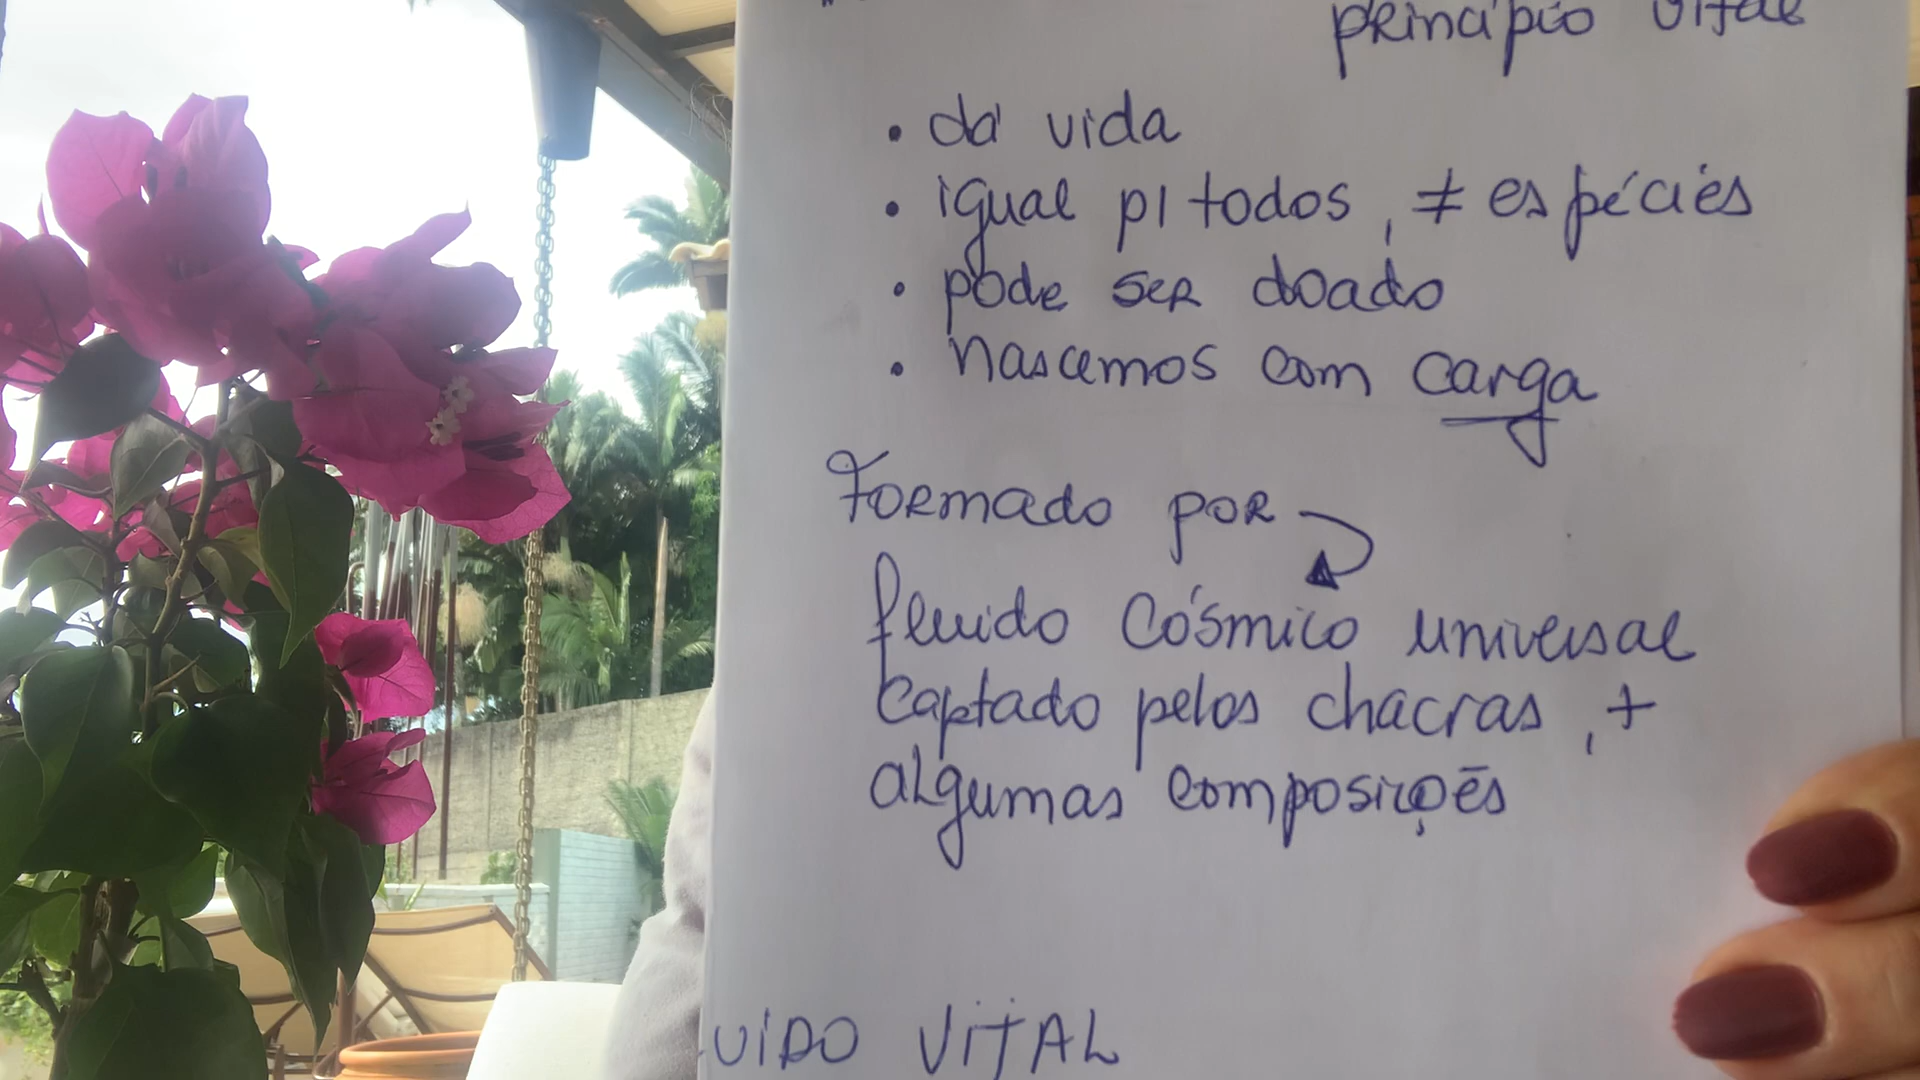 princípio vital
• dá vida
• igual p/ todos, ≠ espécies
• pode ser doado
• nascemos com carga
Formado por
fluido cósmico universal
captado pelos chacras, +
algumas composições
UIDO VITAL